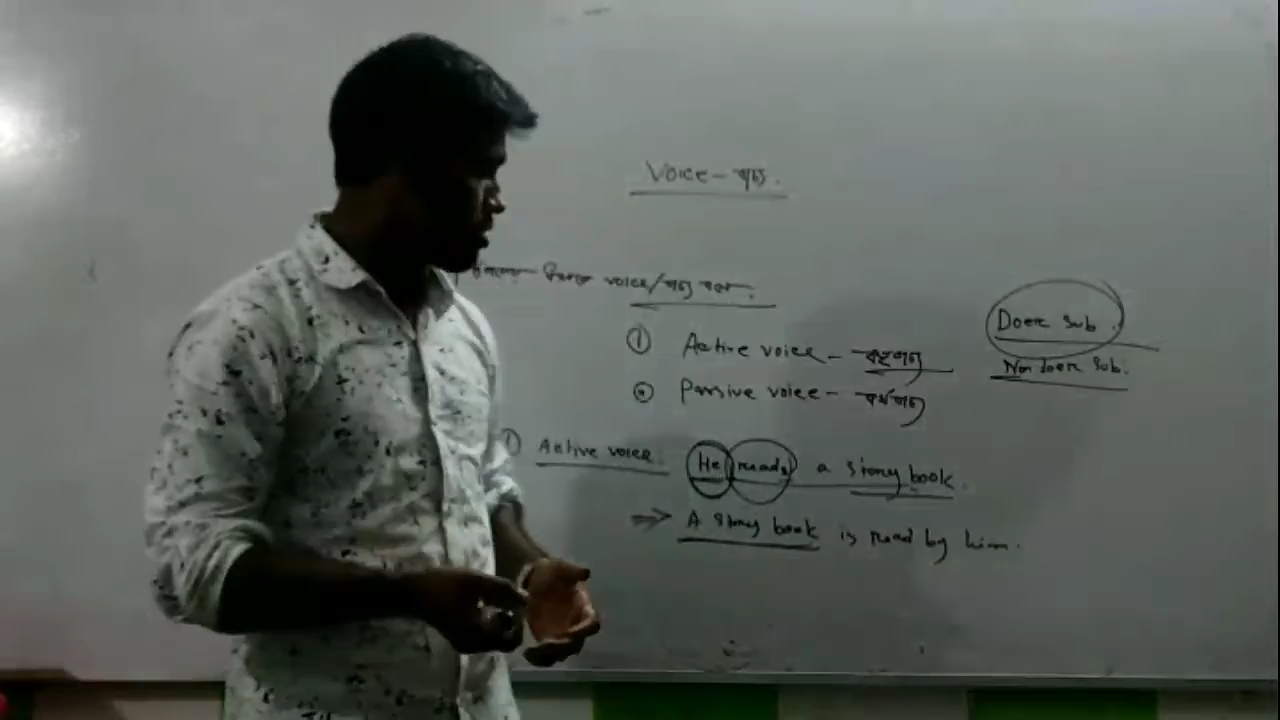 Voice - বাচ্য.
voice/বাচ্য বলে.
① Active voice - কর্তৃবাচ্য
② Passive voice - কর্মবাচ্য
Doer Sub.
Non doer Sub.
① Active voice. He reads a story book.
⇒ A story book is read by him.